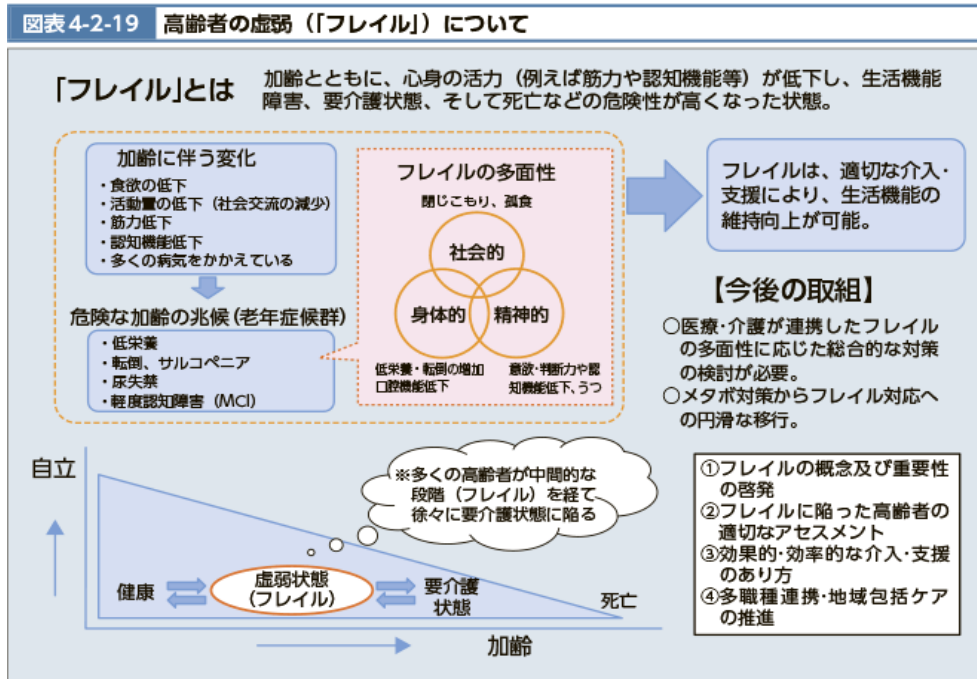 図表4-2-19 高齢者の虚弱（「フレイル」）について
「フレイル」とは
加齢とともに、心身の活力（例えば筋力や認知機能等）が低下し、生活機能
障害、要介護状態、そして死亡などの危険性が高くなった状態。
加齢に伴う変化
・食欲の低下
・活動量の低下（社会交流の減少）
・筋力低下
・認知機能低下
・多くの病気をかかえている
危険な加齢の兆候（老年症候群）
・低栄養
・転倒、サルコペニア
・尿失禁
・軽度認知障害（MCI）
フレイルの多面性
閉じこもり、孤食
社会的
身体的
精神的
低栄養・転倒の増加
口腔機能低下
意欲・判断力や認
知機能低下、うつ
フレイルは、適切な介入・
支援により、生活機能の
維持向上が可能。
【今後の取組】
○医療・介護が連携したフレイル
の多面性に応じた総合的な対策
の検討が必要。
○メタボ対策からフレイル対応へ
の円滑な移行。
①フレイルの概念及び重要性
の啓発
②フレイルに陥った高齢者の
適切なアセスメント
③効果的・効率的な介入・支援
のあり方
④多職種連携・地域包括ケア
の推進
自立
※多くの高齢者が中間的な
段階（フレイル）を経て
徐々に要介護状態に陥る
健康
虚弱状態
（フレイル）
要介護
状態
死亡
加齢